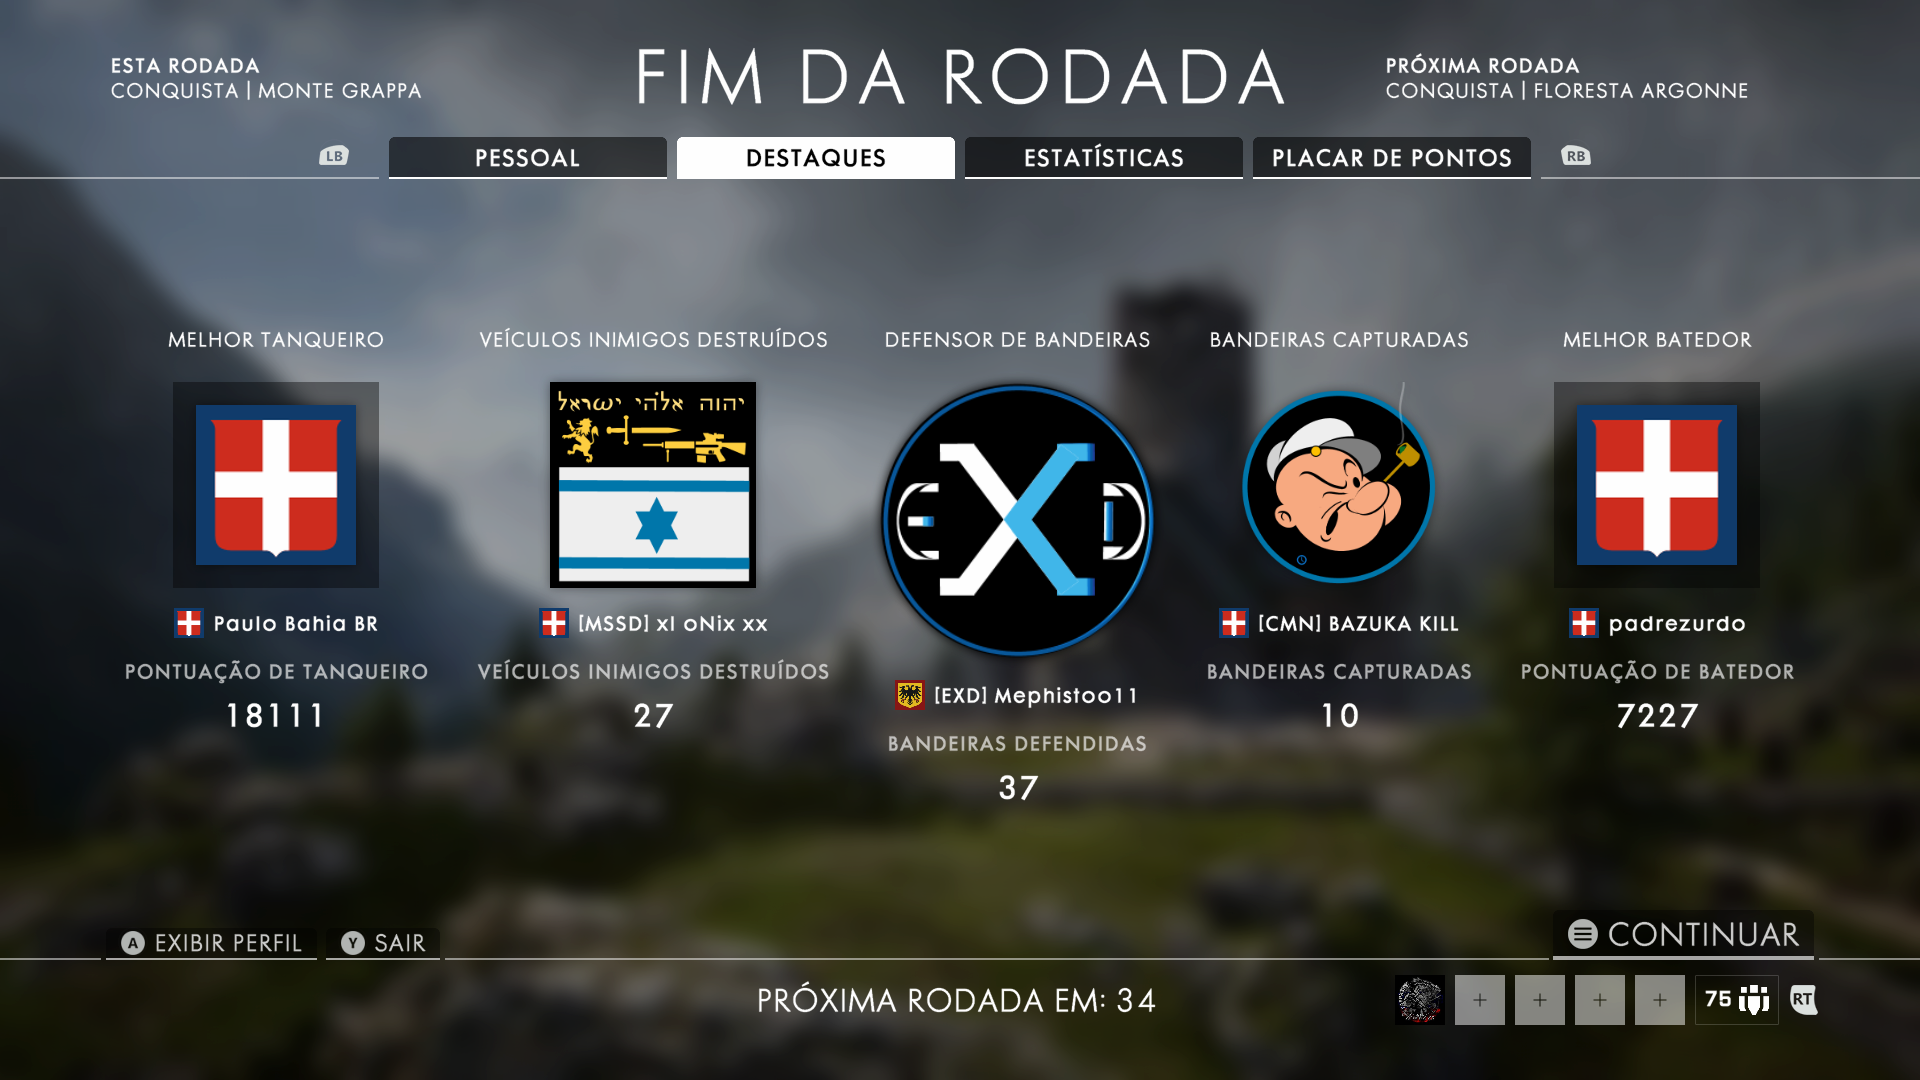 ESTA RODADA
CONQUISTA | MONTE GRAPPA
FIM DA RODADA
PRÓXIMA RODADA
CONQUISTA | FLORESTA ARGONNE
LB
PESSOAL
DESTAQUES
ESTATÍSTICAS
PLACAR DE PONTOS
RB
MELHOR TANQUEIRO
VEÍCULOS INIMIGOS DESTRUÍDOS
DEFENSOR DE BANDEIRAS
BANDEIRAS CAPTURADAS
MELHOR BATEDOR
יהוה אלהי ישראל
EXD
Paulo Bahia BR
[MSSD] xI oNix xx
[EXD] Mephistoo11
[CMN] BAZUKA KILL
padrezurdo
PONTUAÇÃO DE TANQUEIRO
VEÍCULOS INIMIGOS DESTRUÍDOS
BANDEIRAS DEFENDIDAS
BANDEIRAS CAPTURADAS
PONTUAÇÃO DE BATEDOR
18111
27
37
10
7227
A EXIBIR PERFIL
Y SAIR
CONTINUAR
PRÓXIMA RODADA EM: 34
75
RT